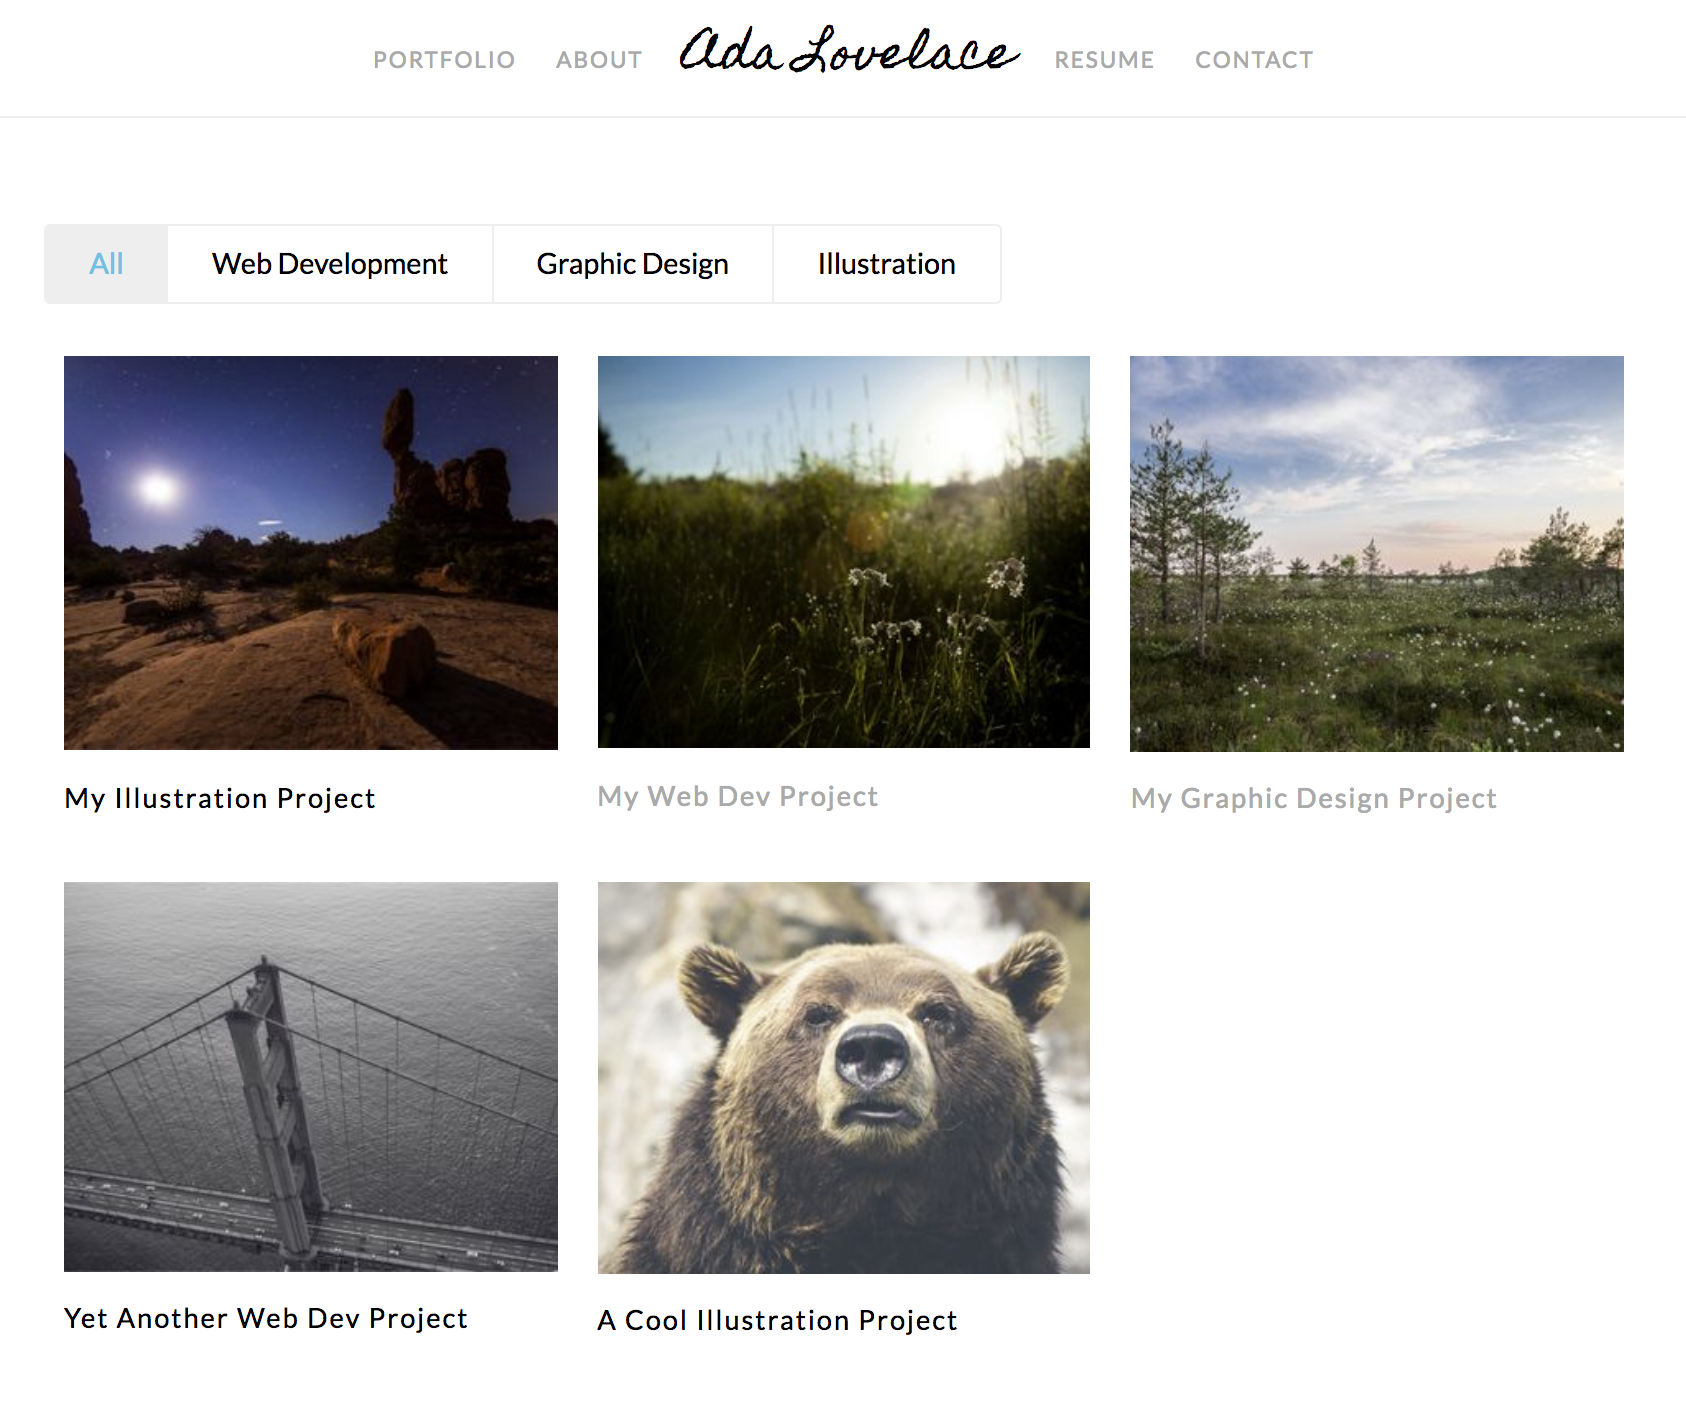 PORTFOLIO ABOUT Ada Lovelace RESUME CONTACT
All Web Development Graphic Design Illustration
My Illustration Project
My Web Dev Project
My Graphic Design Project
Yet Another Web Dev Project
A Cool Illustration Project